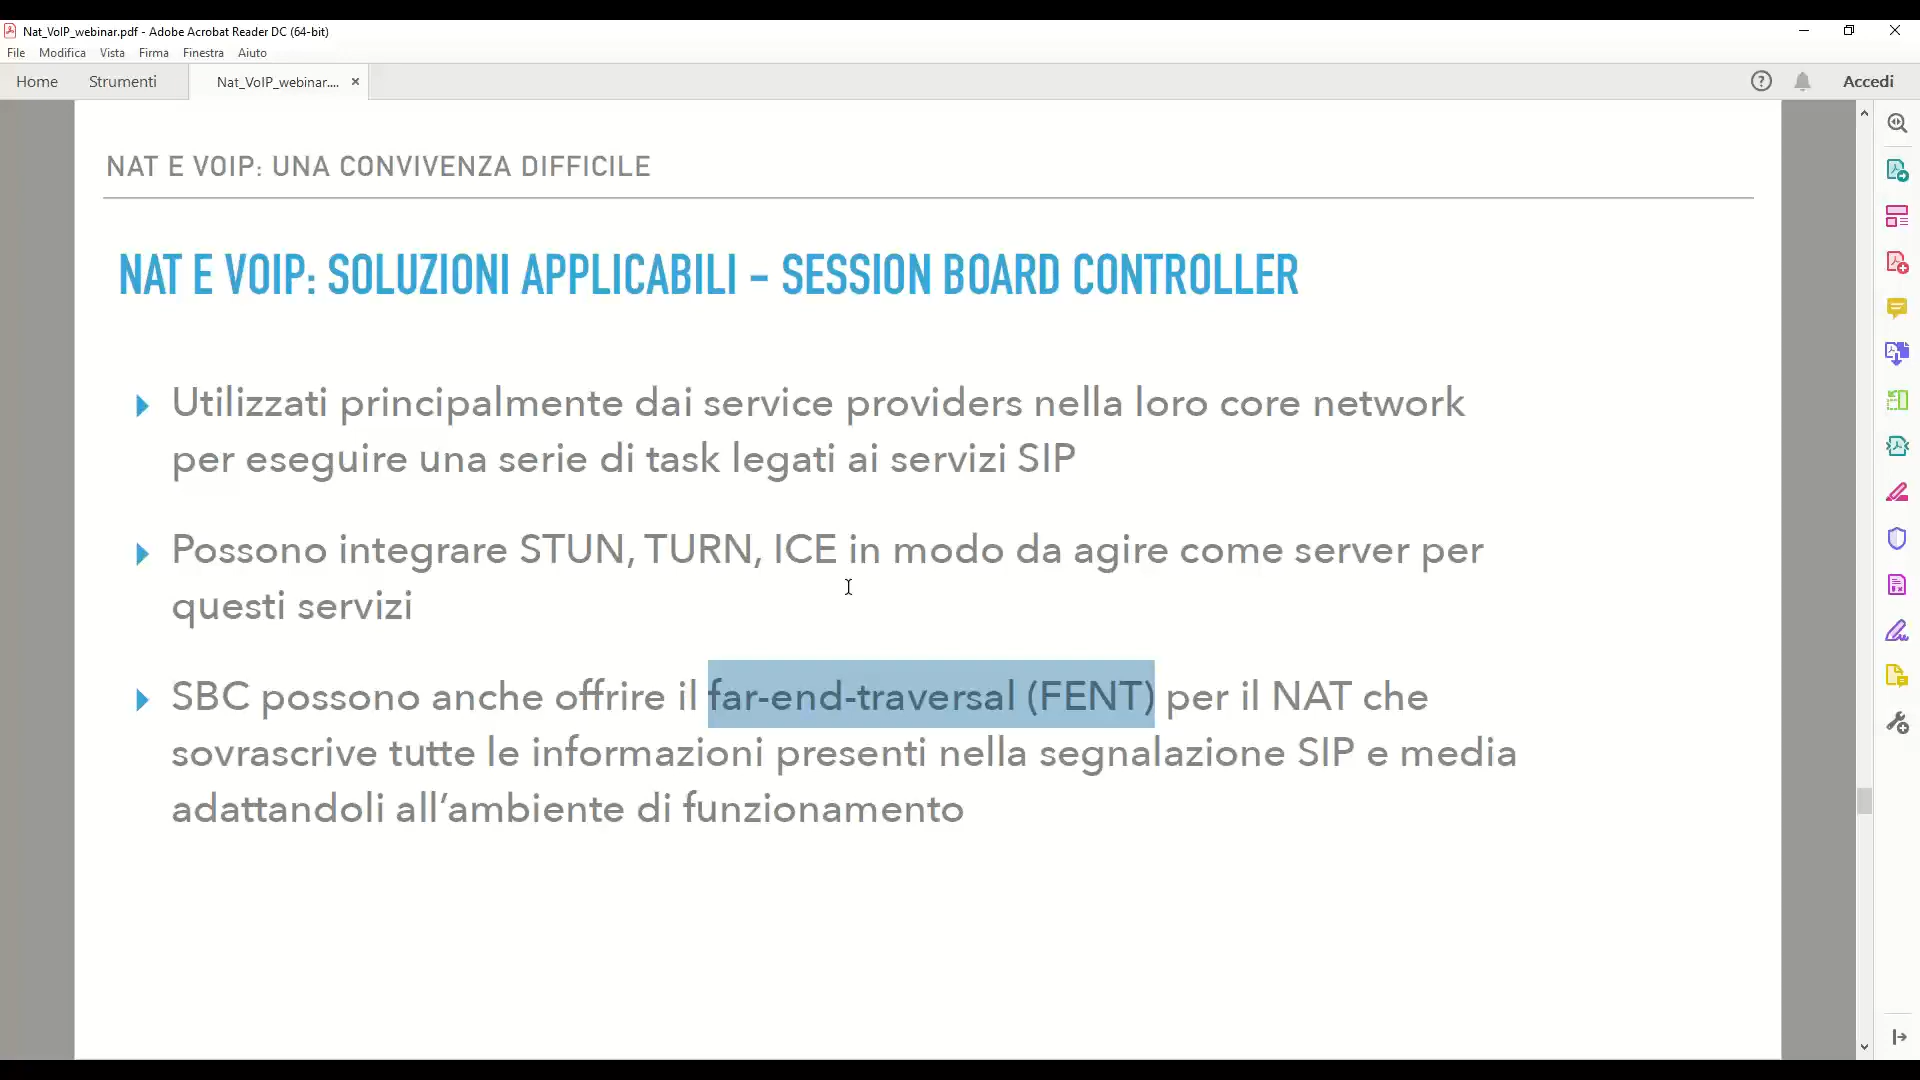 Nat_VoIP_webinar.pdf - Adobe Acrobat Reader DC (64-bit)
File Modifica Vista Firma Finestra Aiuto
Home Strumenti Nat_VoIP_webinar.... × Accedi
NAT E VOIP: UNA CONVIVENZA DIFFICILE
NAT E VOIP: SOLUZIONI APPLICABILI – SESSION BOARD CONTROLLER
Utilizzati principalmente dai service providers nella loro core network
per eseguire una serie di task legati ai servizi SIP
Possono integrare STUN, TURN, ICE in modo da agire come server per
questi servizi
SBC possono anche offrire il far-end-traversal (FENT) per il NAT che
sovrascrive tutte le informazioni presenti nella segnalazione SIP e media
adattandoli all’ambiente di funzionamento